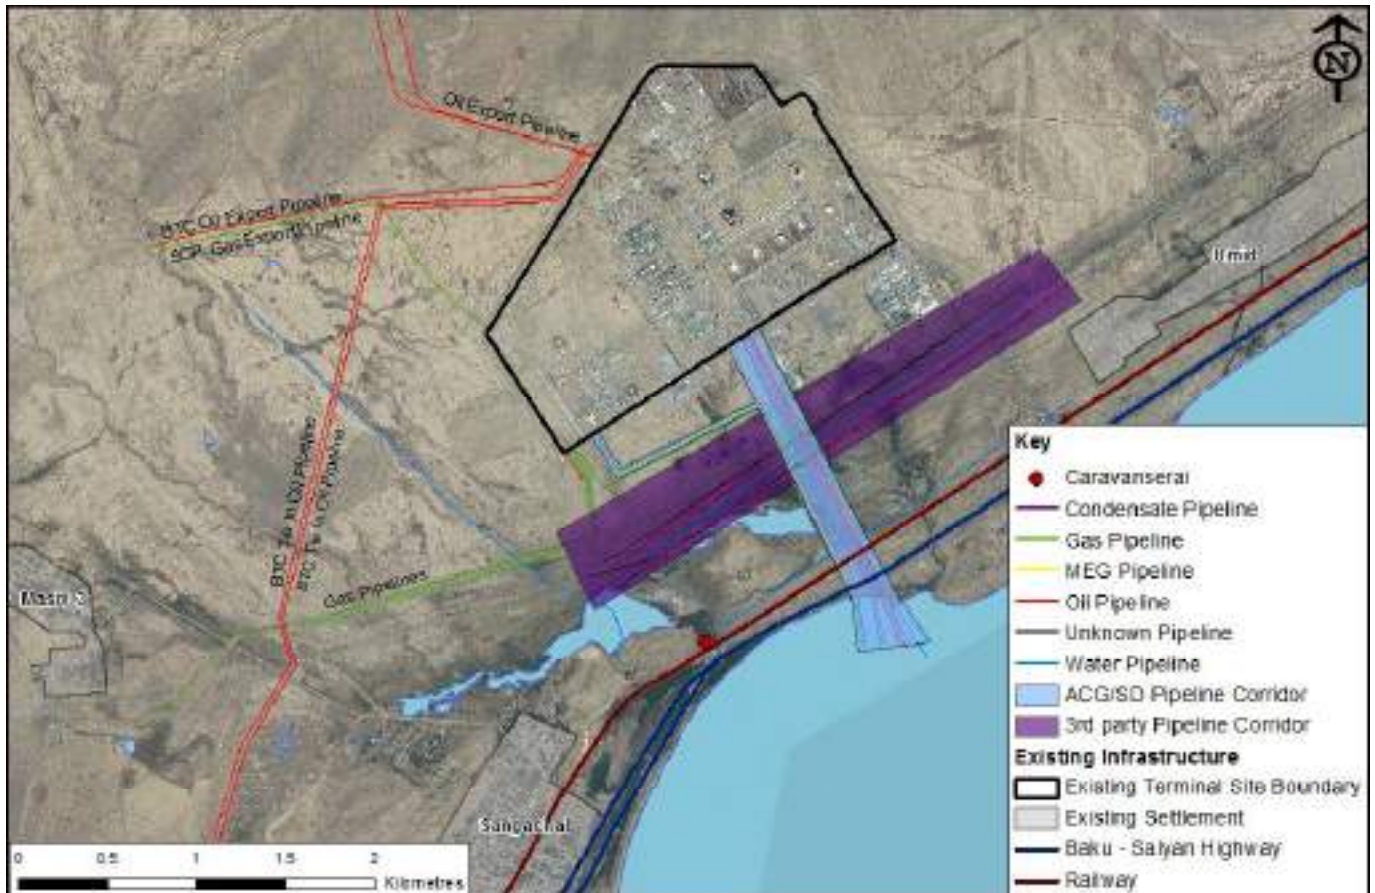 N
Oil Export Pipeline
BTC Oil Export Pipeline
SCP Gas Export Pipeline
BTC Tie In Oil Pipeline
BTC Tie In Oil Pipeline
Gas Pipelines
Umid
Sangachal
Key
Caravanserai
Condensate Pipeline
Gas Pipeline
MEG Pipeline
Oil Pipeline
Unknown Pipeline
Water Pipeline
ACG/SD Pipeline Corridor
3rd party Pipeline Corridor
Existing Infrastructure
Existing Terminal Site Boundary
Existing Settlement
Baku - Salyan Highway
Railway
0 0.5 1 1.5 2
Kilometres